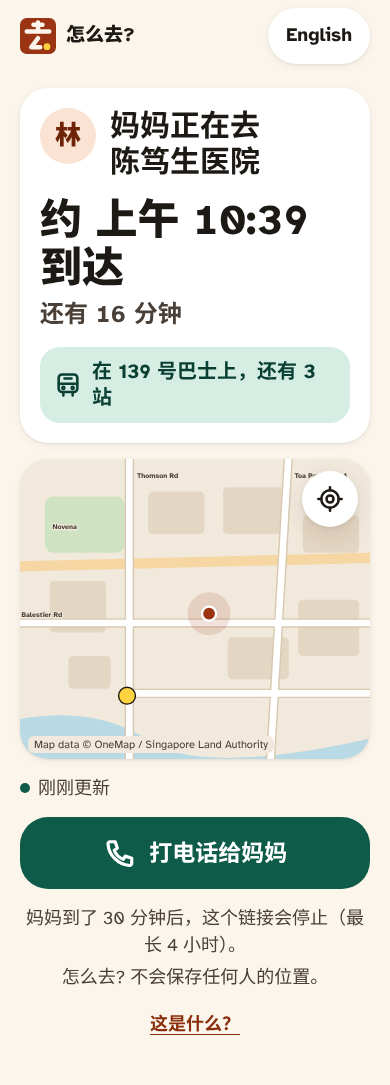 去 怎么去?
English
林
妈妈正在去
陈笃生医院
约 上午 10:39
到达
还有 16 分钟
在 139 号巴士上，还有 3
站
Thomson Rd
Novena
Balestier Rd
Map data © OneMap / Singapore Land Authority
刚刚更新
打电话给妈妈
妈妈到了 30 分钟后，这个链接会停止（最
长 4 小时）。
怎么去? 不会保存任何人的位置。
这是什么？